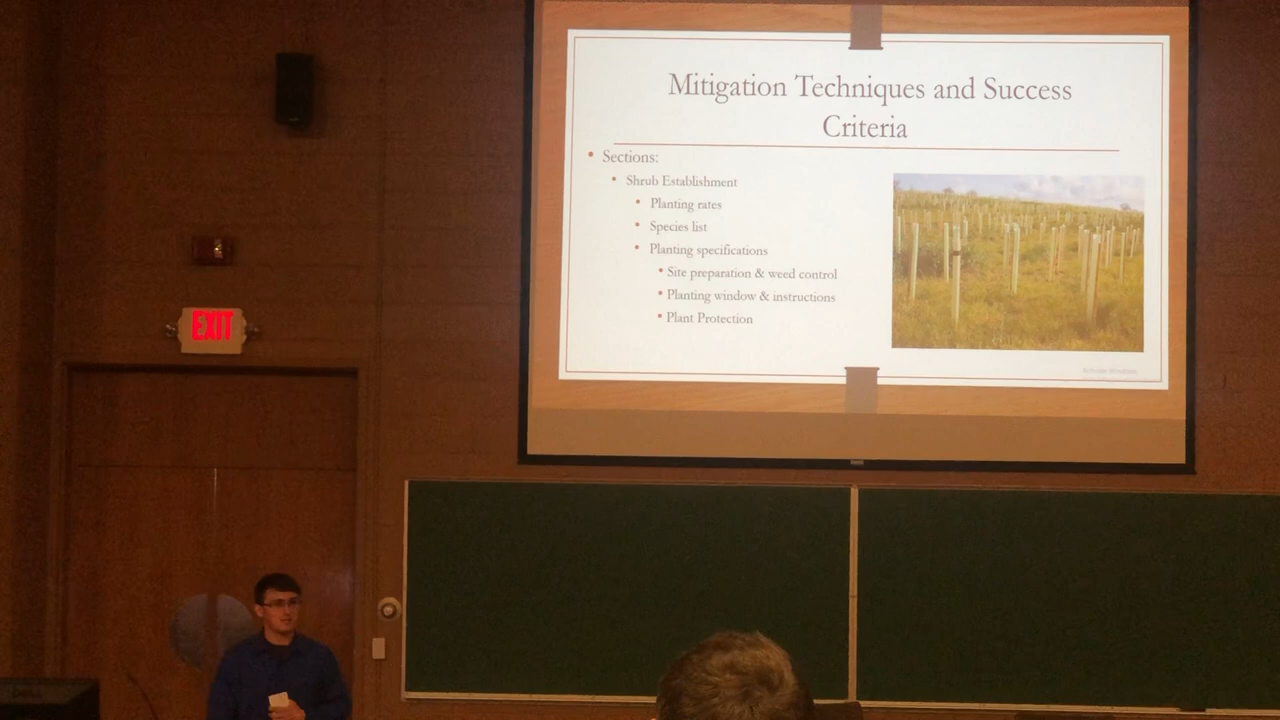 Mitigation Techniques and Success
Criteria
• Sections:
• Shrub Establishment
• Planting rates
• Species list
• Planting specifications
• Site preparation & weed control
• Planting window & instructions
• Plant Protection
EXIT
DELL